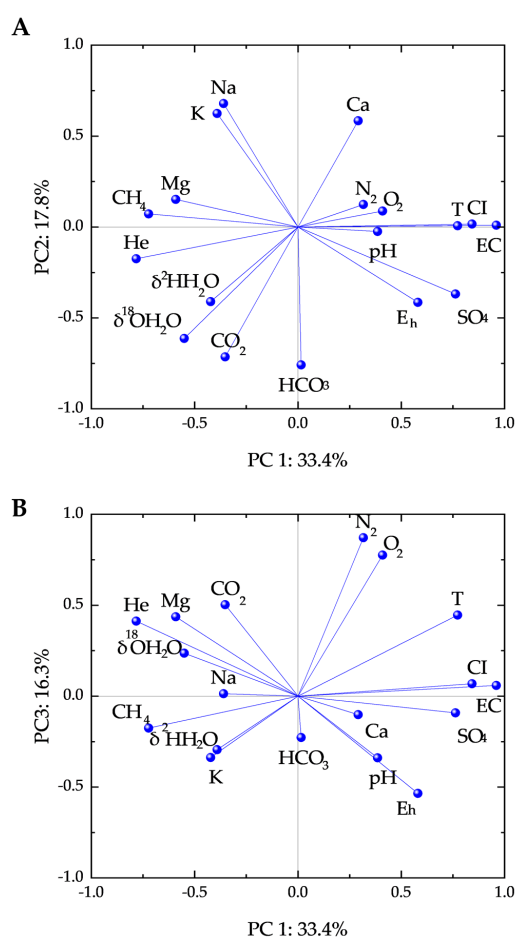 A
1.0
Na
K
Ca
0.5
Mg
CH4
N2
O2
T
CI
0.0
He
pH
EC
δ2HH2O
δ18OH2O
Eh
SO4
-0.5
CO2
HCO3
-1.0
-1.0 -0.5 0.0 0.5 1.0
PC2: 17.8%
PC 1: 33.4%
B
1.0
N2
O2
CO2
He
Mg
T
0.5
δ18OH2O
Na
CI
0.0
EC
CH4
δ2HH2O
Ca
SO4
HCO3
K
pH
Eh
-0.5
-1.0
-1.0 -0.5 0.0 0.5 1.0
PC3: 16.3%
PC 1: 33.4%